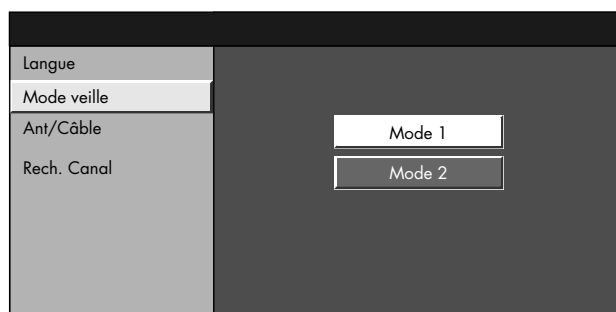 Langue
Mode veille
Ant/Câble
Rech. Canal
Mode 1
Mode 2